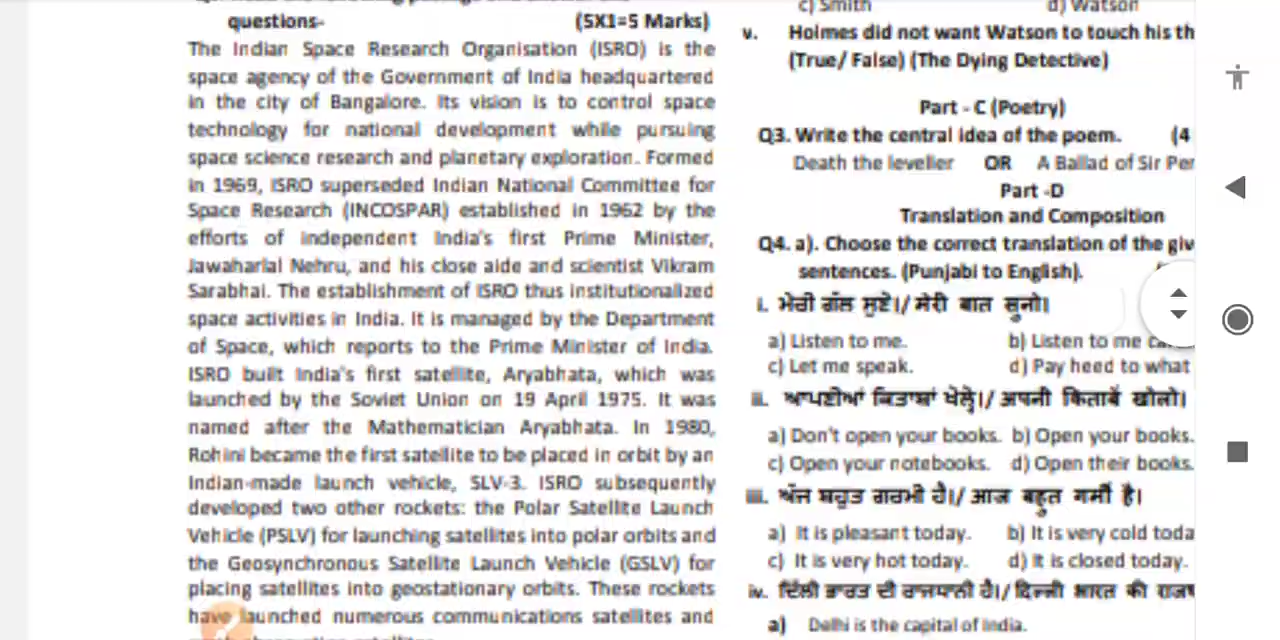 questions- (5X1=5 Marks)
The Indian Space Research Organisation (ISRO) is the
space agency of the Government of India headquartered
in the city of Bangalore. Its vision is to control space
technology for national development while pursuing
space science research and planetary exploration. Formed
in 1969, ISRO superseded Indian National Committee for
Space Research (INCOSPAR) established in 1962 by the
efforts of independent India's first Prime Minister,
Jawaharlal Nehru, and his close aide and scientist Vikram
Sarabhai. The establishment of ISRO thus institutionalized
space activities in India. It is managed by the Department
of Space, which reports to the Prime Minister of India.
ISRO built India's first satellite, Aryabhata, which was
launched by the Soviet Union on 19 April 1975. It was
named after the Mathematician Aryabhata. In 1980,
Rohini became the first satellite to be placed in orbit by an
Indian-made launch vehicle, SLV-3. ISRO subsequently
developed two other rockets: the Polar Satellite Launch
Vehicle (PSLV) for launching satellites into polar orbits and
the Geosynchronous Satellite Launch Vehicle (GSLV) for
placing satellites into geostationary orbits. These rockets
have launched numerous communications satellites and
c) Smith d) Watson
v. Holmes did not want Watson to touch his th
(True/ False) (The Dying Detective)
Part - C (Poetry)
Q3. Write the central idea of the poem. (4
Death the leveller OR A Ballad of Sir Per
Part -D
Translation and Composition
Q4. a). Choose the correct translation of the giv
sentences. (Punjabi to English).
i. ਮੇਰੀ ਗੱਲ ਸੁਣੋ।/ मेरी बात सुनो।
a) Listen to me. b) Listen to me
c) Let me speak. d) Pay heed to what
ii. ਆਪਣੀਆਂ ਕਿਤਾਬਾਂ ਖੋਲ੍ਹੋ।/ अपनी किताबें खोलो।
a) Don't open your books. b) Open your books.
c) Open your notebooks. d) Open their books.
iii. ਅੱਜ ਬਹੁਤ ਗਰਮੀ ਹੈ।/ आज बहुत गर्मी है।
a) It is pleasant today. b) It is very cold toda
c) It is very hot today. d) It is closed today.
iv. ਦਿੱਲੀ ਭਾਰਤ ਦੀ ਰਾਜਧਾਨੀ ਹੈ।/ दिल्ली भारत की राज
a) Delhi is the capital of India.